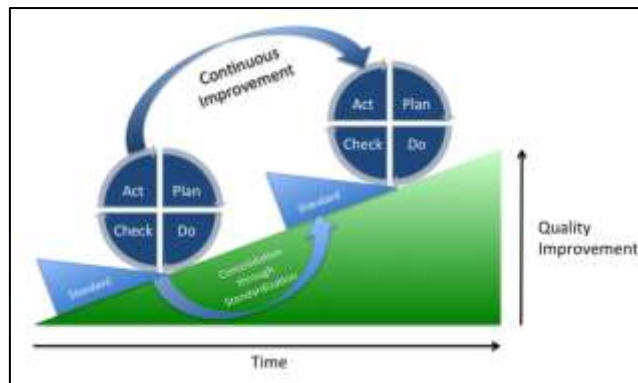 Continuous
Improvement
Act
Plan
Check
Do
Act
Plan
Check
Do
Standard
Standard
Consolidation
through
Standardization
Quality
Improvement
Time